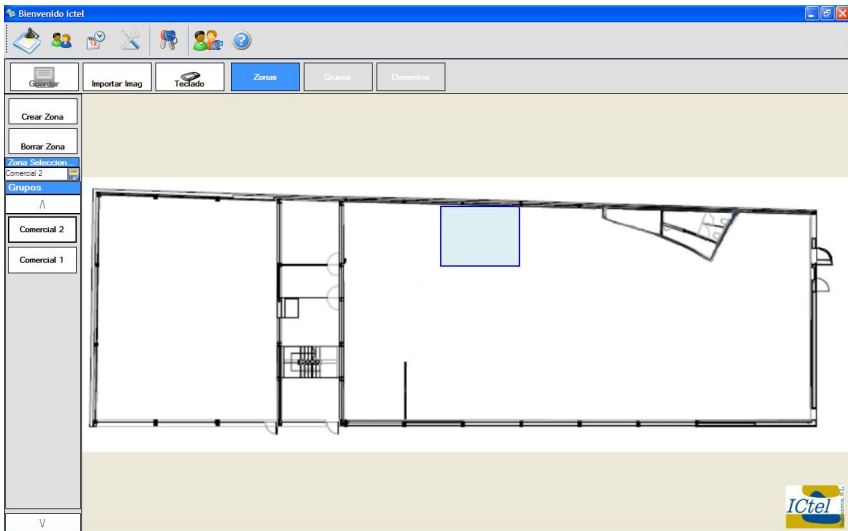 Bienvenido ictel
Guardar
Importar Imag
Teclado
Zonas
Grupos
Elementos
Crear Zona
Borrar Zona
Zona Seleccion...
Comercial 2
Grupos
/\
Comercial 2
Comercial 1
\/
ICtel